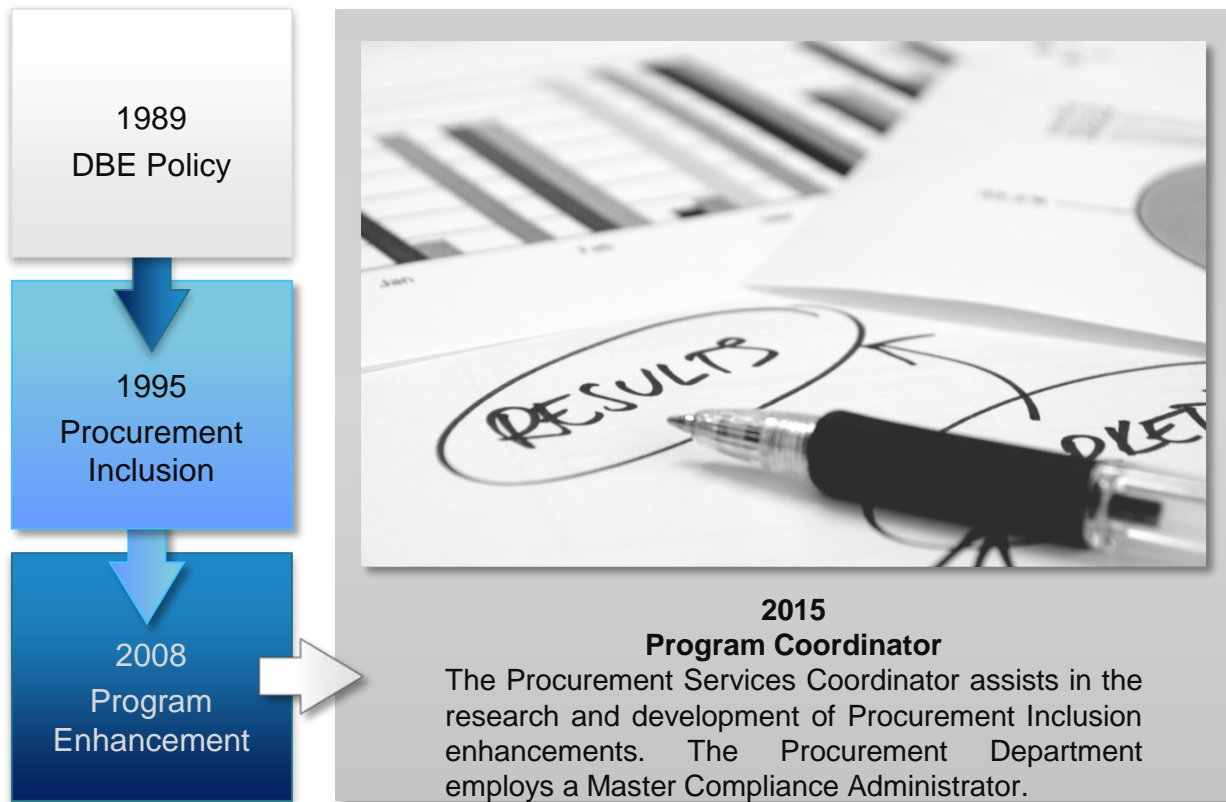 1989
DBE Policy
1995
Procurement
Inclusion
2008
Program
Enhancement
Jan
Feb
RESULTS
2015
Program Coordinator
The Procurement Services Coordinator assists in the
research and development of Procurement Inclusion
enhancements. The Procurement Department
employs a Master Compliance Administrator.